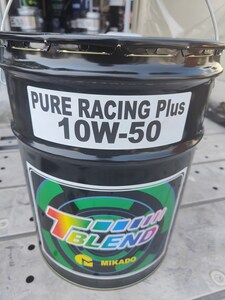 PURE RACING Plus
10W-50
T BLEND
MIKADO